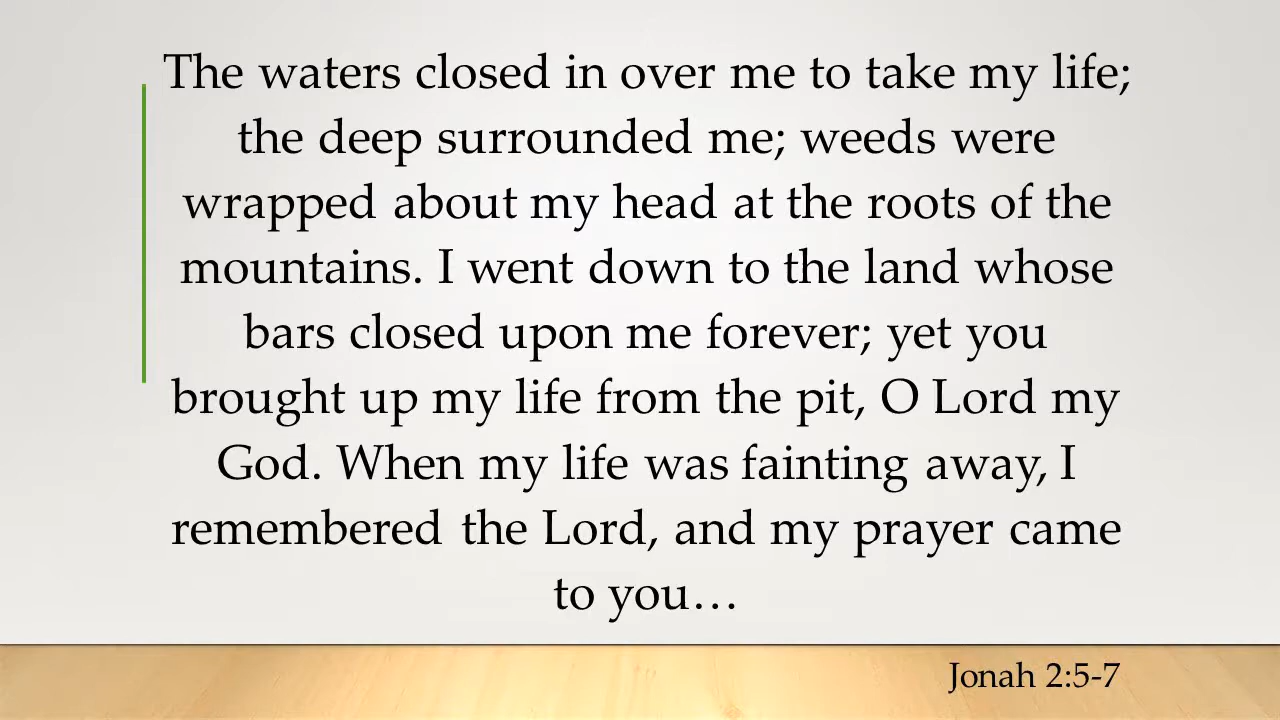 The waters closed in over me to take my life;
the deep surrounded me; weeds were
wrapped about my head at the roots of the
mountains. I went down to the land whose
bars closed upon me forever; yet you
brought up my life from the pit, O Lord my
God. When my life was fainting away, I
remembered the Lord, and my prayer came
to you…
Jonah 2:5-7